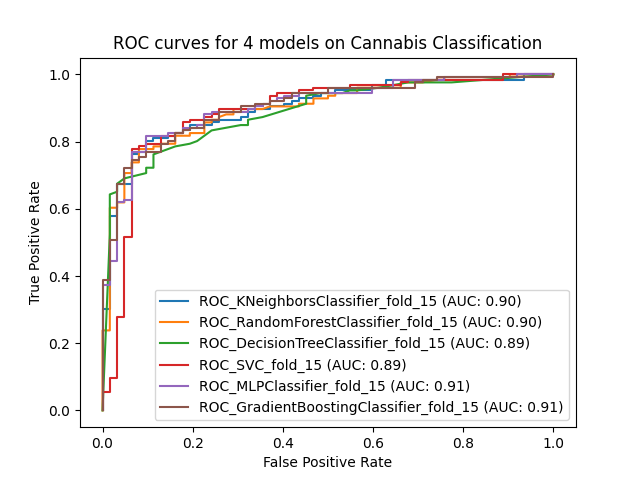 ROC curves for 4 models on Cannabis Classification
1.0
0.8
0.6
0.4
0.2
0.0
True Positive Rate
ROC_KNeighborsClassifier_fold_15 (AUC: 0.90)
ROC_RandomForestClassifier_fold_15 (AUC: 0.90)
ROC_DecisionTreeClassifier_fold_15 (AUC: 0.89)
ROC_SVC_fold_15 (AUC: 0.89)
ROC_MLPClassifier_fold_15 (AUC: 0.91)
ROC_GradientBoostingClassifier_fold_15 (AUC: 0.91)
0.0 0.2 0.4 0.6 0.8 1.0
False Positive Rate